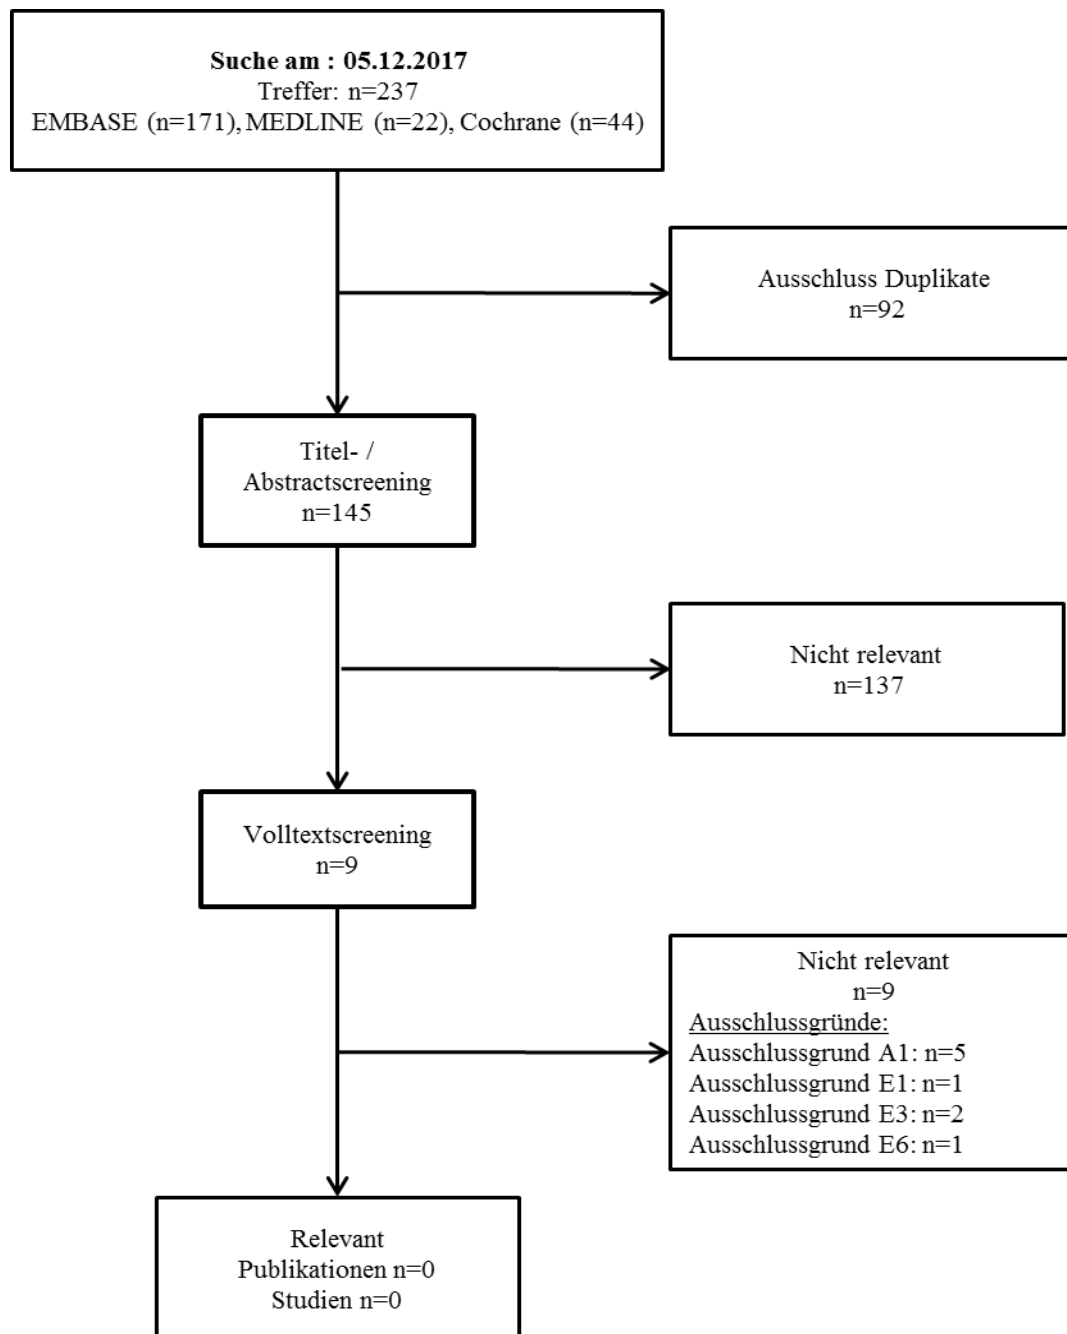 Suche am : 05.12.2017
Treffer: n=237
EMBASE (n=171), MEDLINE (n=22), Cochrane (n=44)
Ausschluss Duplikate
n=92
Titel- /
Abstractscreening
n=145
Nicht relevant
n=137
Volltextscreening
n=9
Nicht relevant
n=9
Ausschlussgründe:
Ausschlussgrund A1: n=5
Ausschlussgrund E1: n=1
Ausschlussgrund E3: n=2
Ausschlussgrund E6: n=1
Relevant
Publikationen n=0
Studien n=0